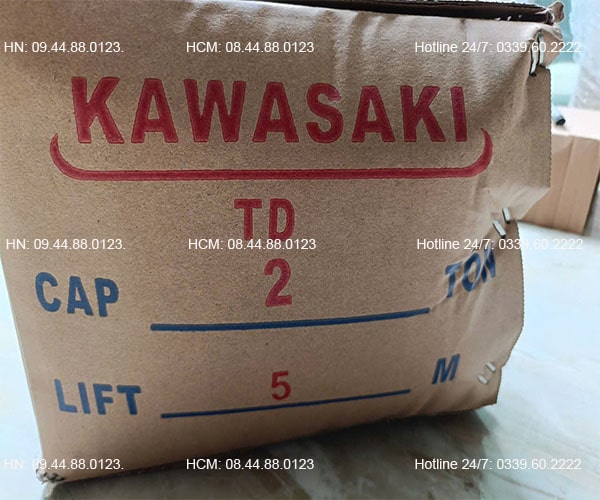 HN: 09.44.88.0123. HCM: 08.44.88.0123 Hotline 24/7: 0339.60.2222
KAWASAKI
TD
HN: 09.44.88.0123. HCM: 08.44.88.0123 Hotline 24/7: 0339.60.2222
CAP 2 TON
LIFT 5 M
HN: 09.44.88.0123. HCM: 08.44.88.0123 Hotline 24/7: 0339.60.2222